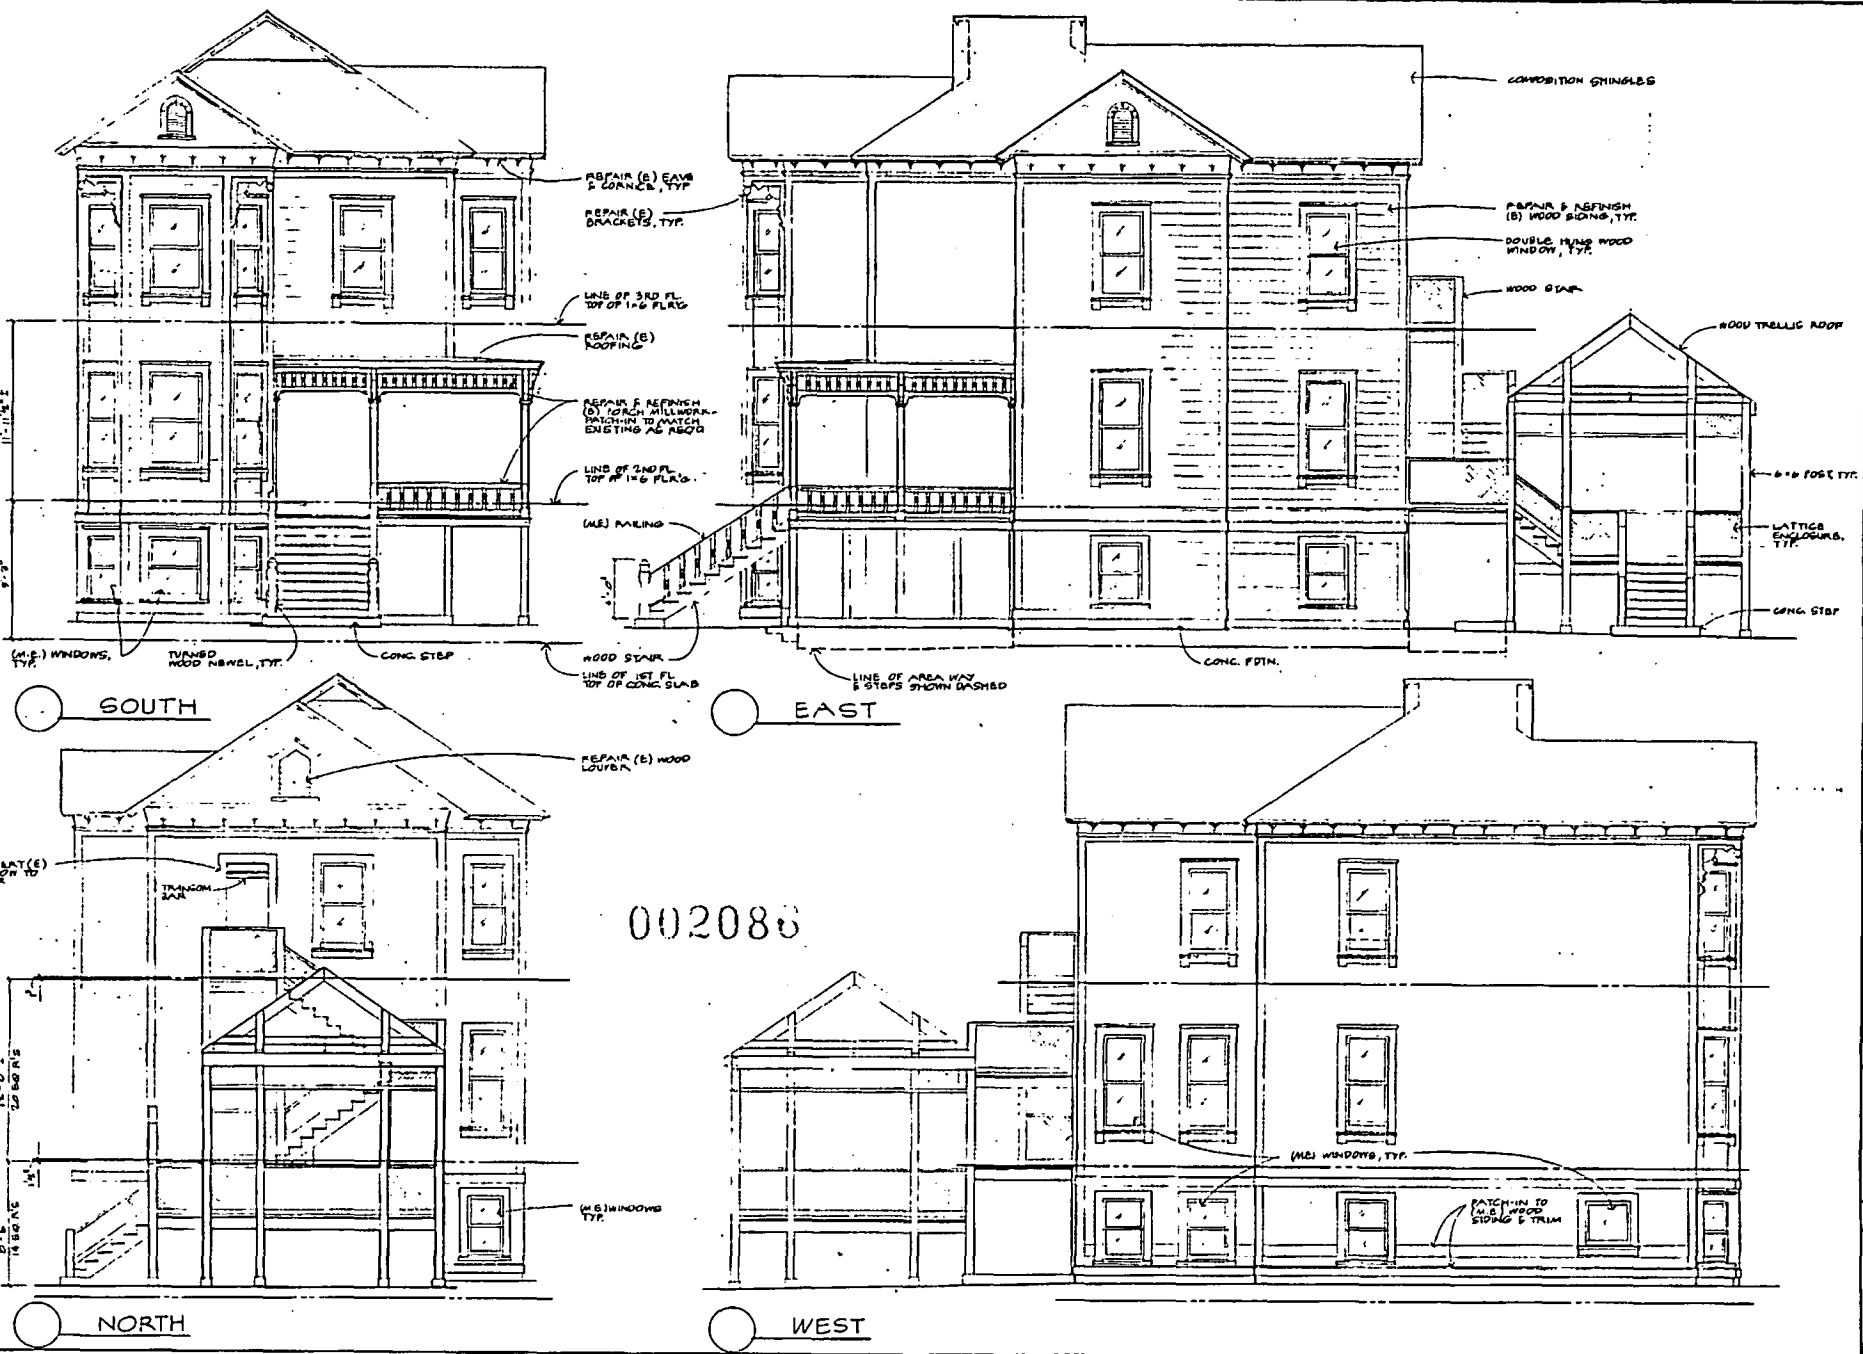 COMPOSITION SHINGLES
REPAIR (E) EAVE
& CORNICE, TYP
REPAIR (E)
BRACKETS, TYP.
REPAIR & REFINISH
(E) WOOD SIDING, TYP.
DOUBLE HUNG WOOD
WINDOW, TYP.
WOOD STAIR
LINE OF 3RD FL
TOP OF 1x6 FLR'G
WOOD TRELLIS ROOF
REPAIR (E)
ROOFING
REPAIR & REFINISH
(E) PORCH MILLWORK-
PATCH-IN TO MATCH
EXISTING AS REQ'D
LINE OF 2ND FL.
TOP OF 1x6 FLR'G.
6x6 POST, TYP.
(M.E.) RAILING
LATTICE
ENCLOSURE,
TYP.
CONC. STEP
(M.E.) WINDOWS,
TYP.
TURNED
WOOD NEWEL, TYP.
CONC. STEP
WOOD STAIR
LINE OF 1ST FL
TOP OF CONC. SLAB
LINE OF AREA WAY
& STEPS SHOWN DASHED
CONC. FDTN.
SOUTH
EAST
REPAIR (E) WOOD
LOUVER
TRANSOM
BAR
002086
20 EQ R'S
14 EQ R'S
(M.E.) WINDOWS
TYP.
(M.E.) WINDOWS, TYP.
PATCH-IN TO
(M.E.) WOOD
SIDING & TRIM
NORTH
WEST